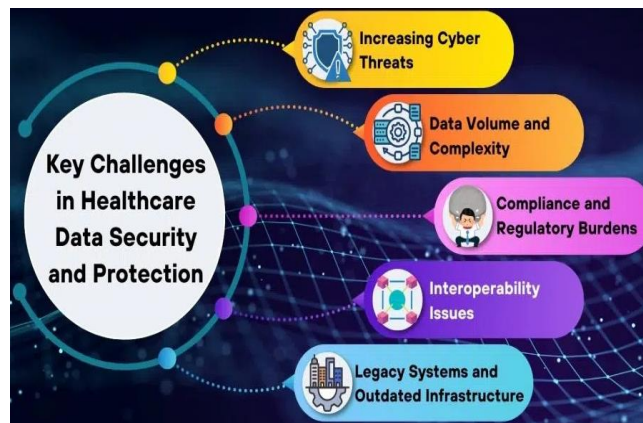 Key Challenges
in Healthcare
Data Security
and Protection
Increasing Cyber
Threats
Data Volume and
Complexity
Compliance and
Regulatory Burdens
Interoperability
Issues
Legacy Systems and
Outdated Infrastructure